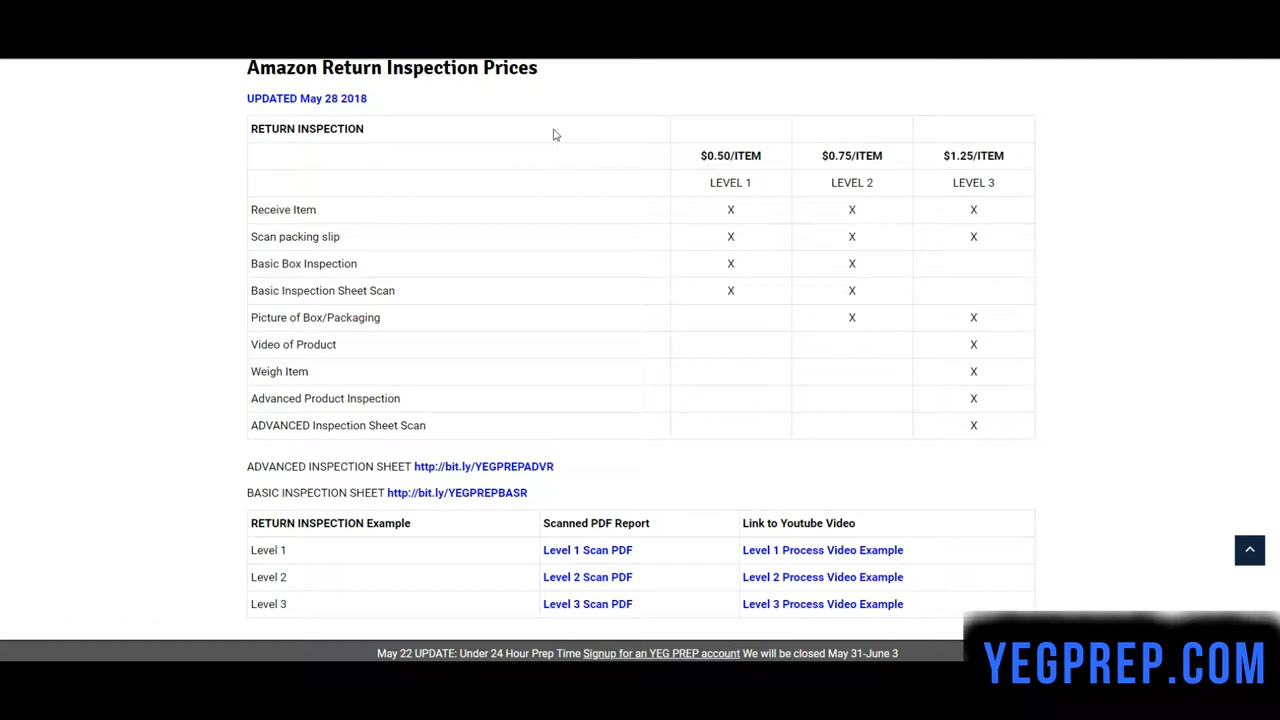 Amazon Return Inspection Prices
UPDATED May 28 2018
RETURN INSPECTION
$0.50/ITEM $0.75/ITEM $1.25/ITEM
LEVEL 1 LEVEL 2 LEVEL 3
Receive Item X X X
Scan packing slip X X X
Basic Box Inspection X X
Basic Inspection Sheet Scan X X
Picture of Box/Packaging X X
Video of Product X
Weigh Item X
Advanced Product Inspection X
ADVANCED Inspection Sheet Scan X
ADVANCED INSPECTION SHEET http://bit.ly/YEGPREPADVR
BASIC INSPECTION SHEET http://bit.ly/YEGPREPBASR
RETURN INSPECTION Example Scanned PDF Report Link to Youtube Video
Level 1 Level 1 Scan PDF Level 1 Process Video Example
Level 2 Level 2 Scan PDF Level 2 Process Video Example
Level 3 Level 3 Scan PDF Level 3 Process Video Example
May 22 UPDATE: Under 24 Hour Prep Time Signup for an YEG PREP account We will be closed May 31-June 3
YEGPREP.COM